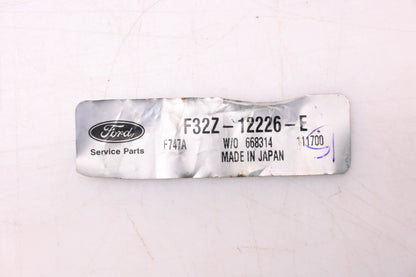 Ford
Service Parts
F32Z-12226-E
F747A W/O 668314 111700
MADE IN JAPAN